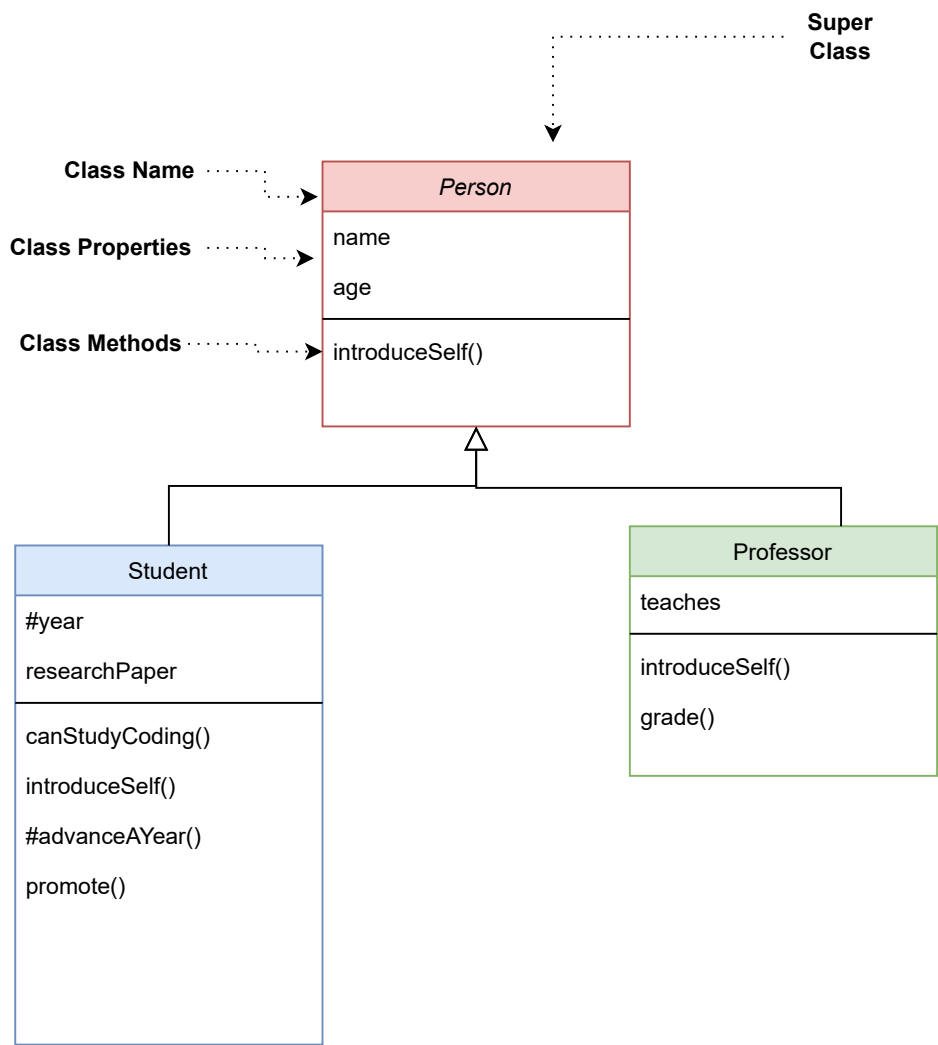 Super
Class
Class Name
Person
Class Properties
name
age
Class Methods
introduceSelf()
Student
#year
researchPaper
canStudyCoding()
introduceSelf()
#advanceAYear()
promote()
Professor
teaches
introduceSelf()
grade()